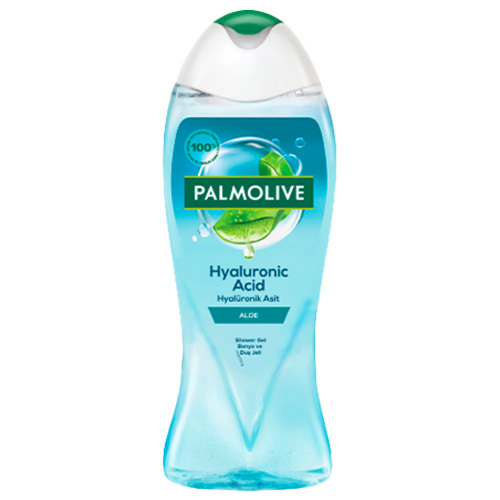 100%
PALMOLIVE
Hyaluronic
Acid
Hyalüronik Asit
ALOE
Shower Gel
Banyo ve
Duş Jeli